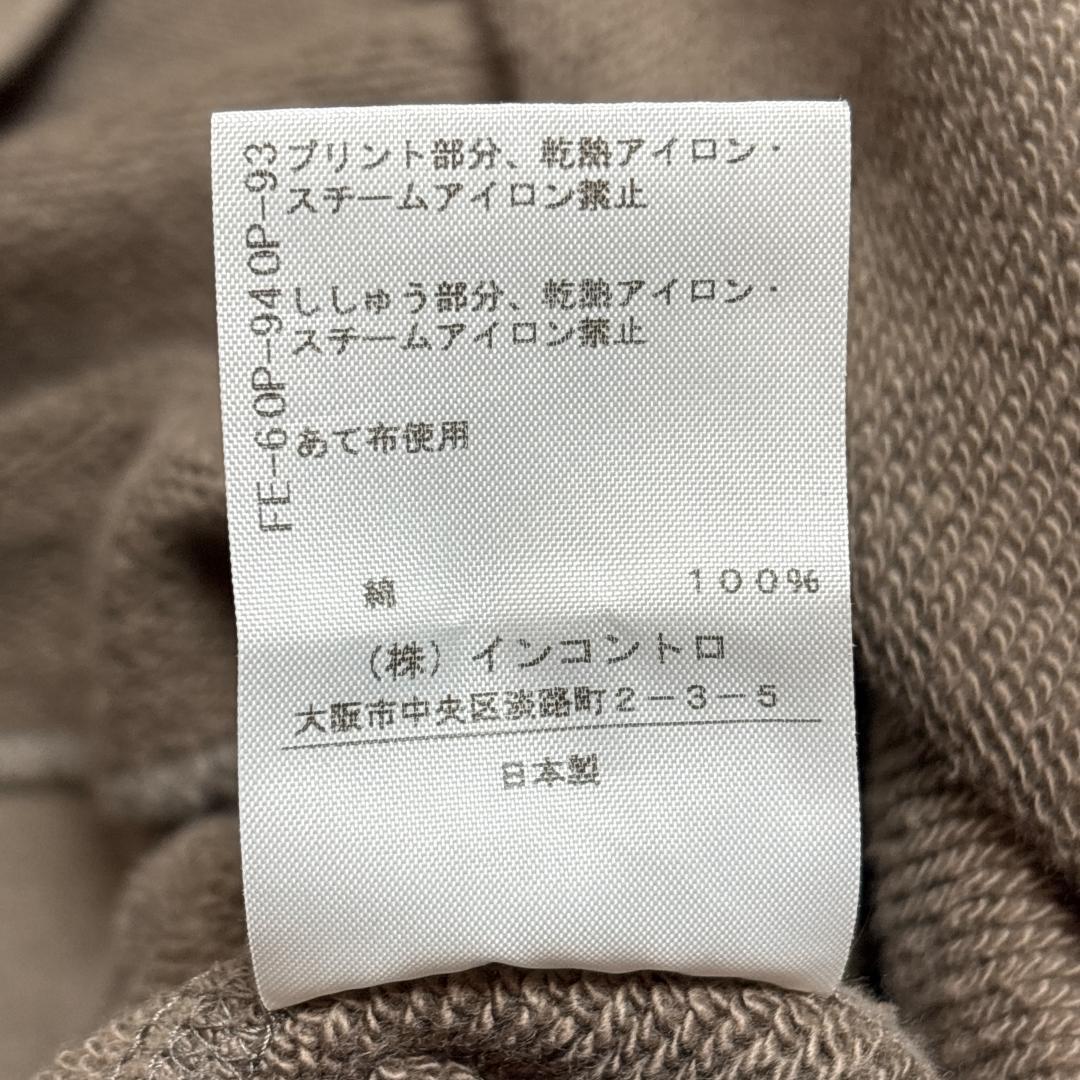 プリント部分、乾熱アイロン・
スチームアイロン禁止
ししゅう部分、乾熱アイロン・
スチームアイロン禁止
あて布使用
FE-60P-940P-93
綿 100%
(株) インコントロ
大阪市中央区淡路町2-3-5
日本製